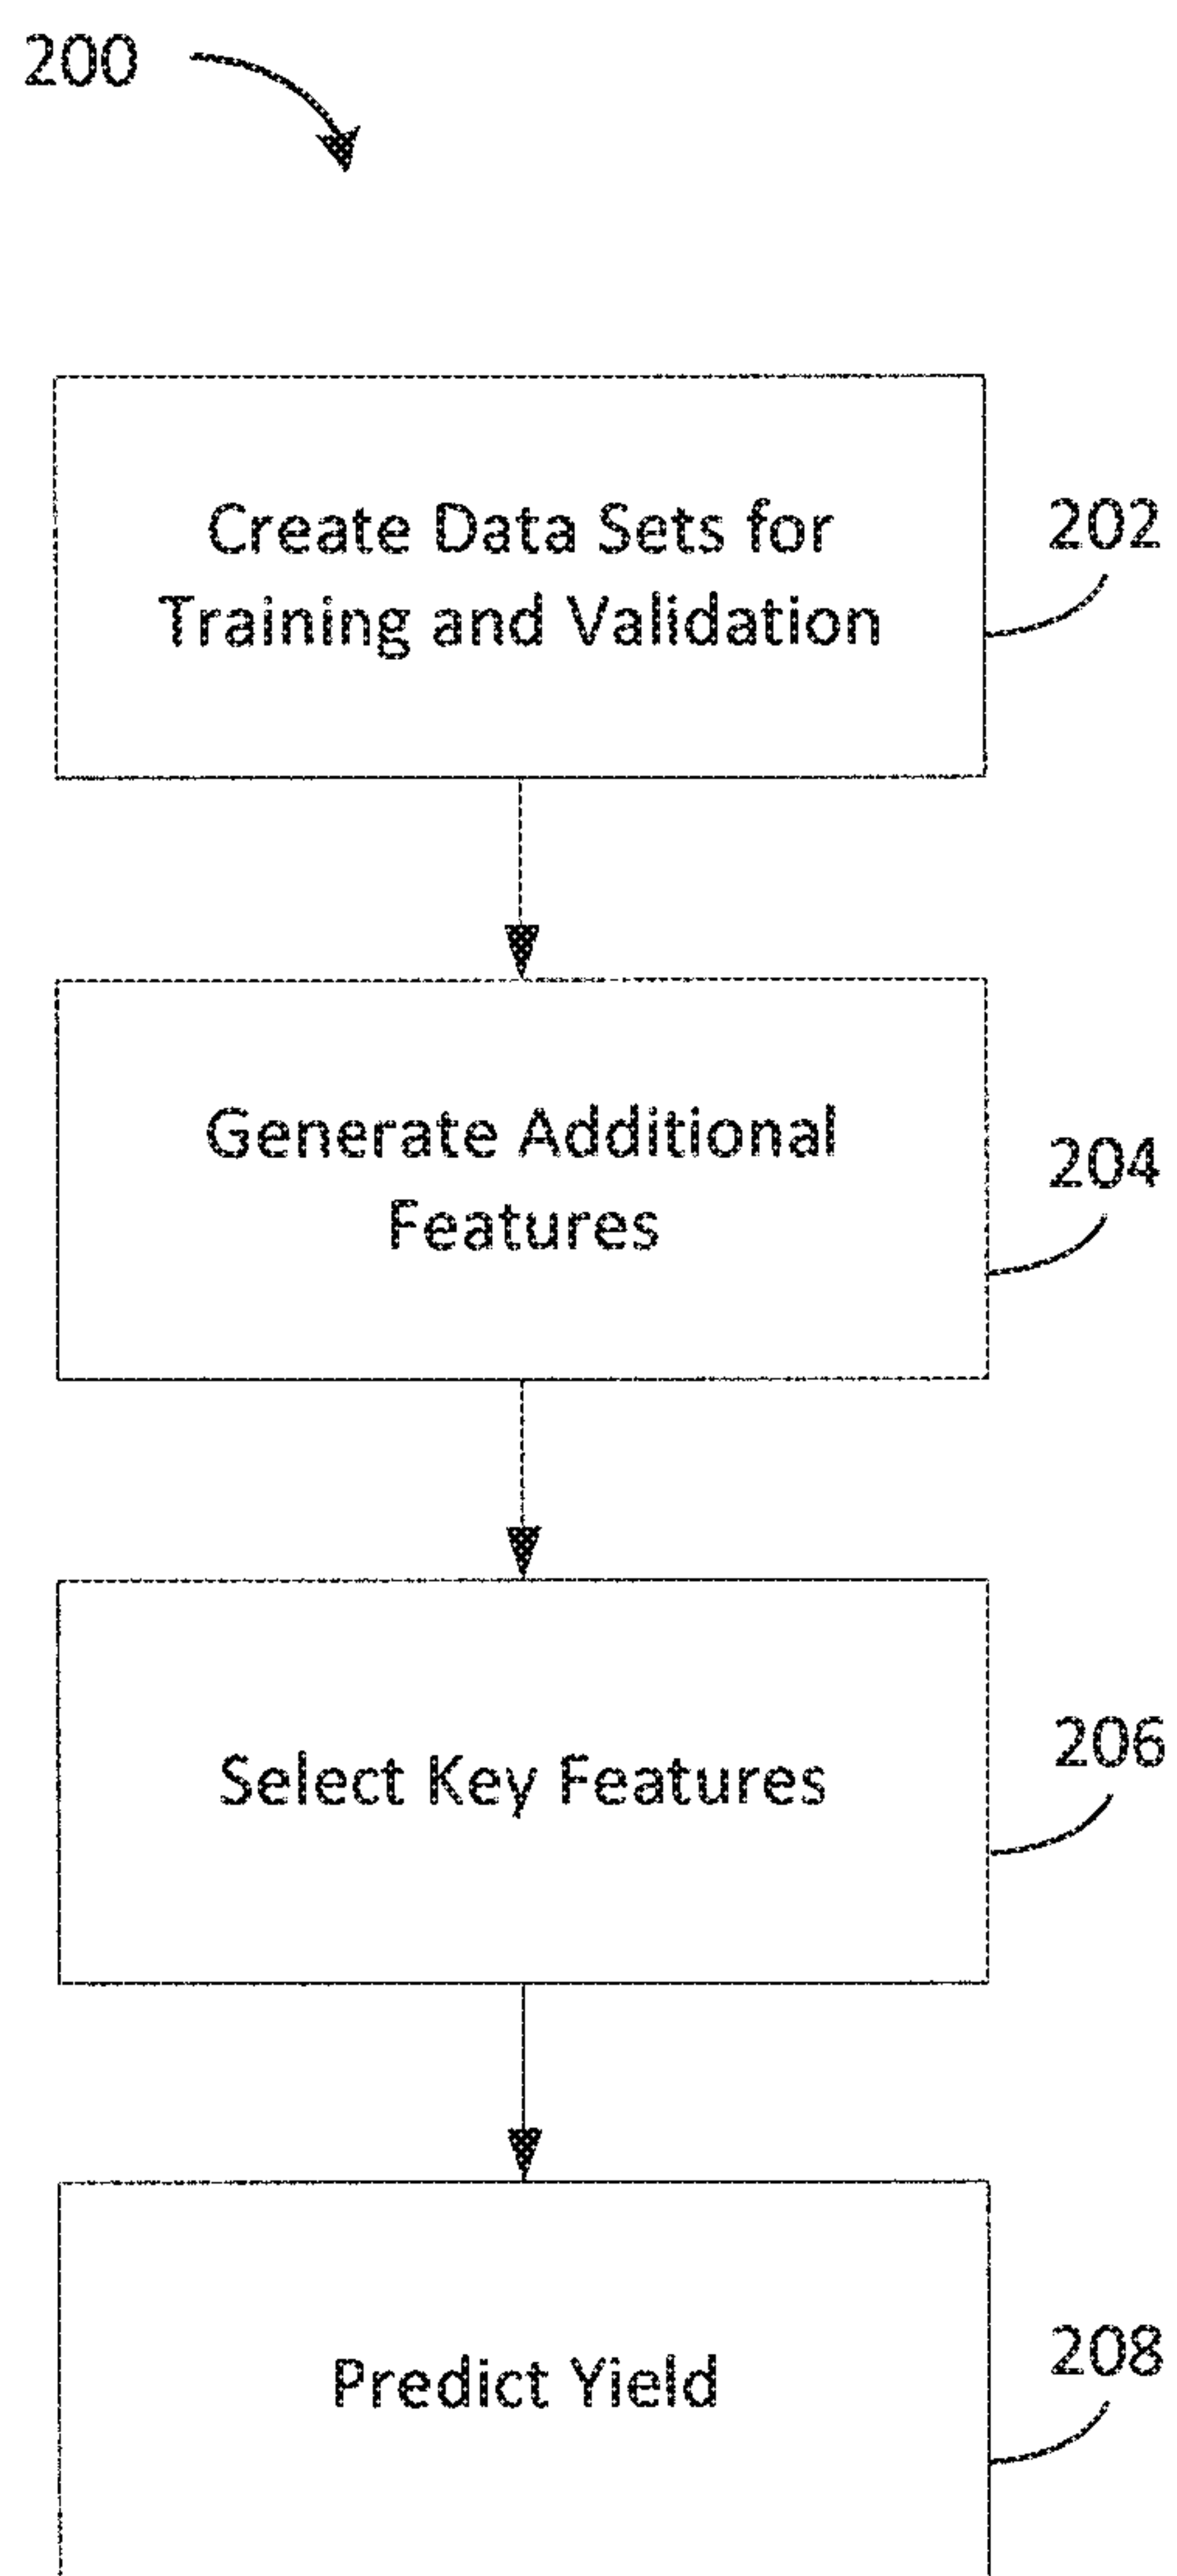 200
Create Data Sets for
Training and Validation
202
Generate Additional
Features
204
Select Key Features
206
Predict Yield
208